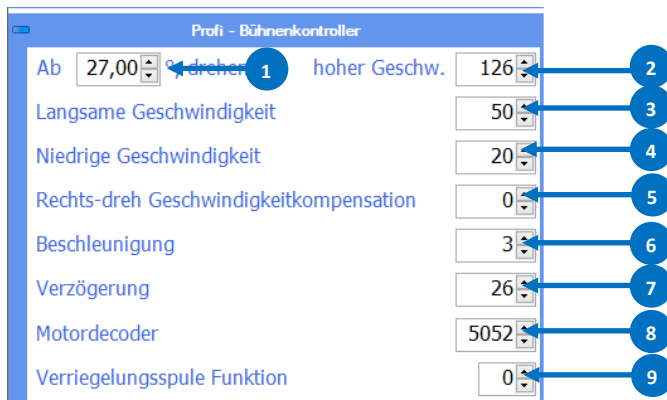 Profi - Bühnenkontroller
Ab 27,00 1 hoher Geschw. 126 2
Langsame Geschwindigkeit 50 3
Niedrige Geschwindigkeit 20 4
Rechts-dreh Geschwindigkeitkompensation 0 5
Beschleunigung 3 6
Verzögerung 26 7
Motordecoder 5052 8
Verriegelungsspule Funktion 0 9